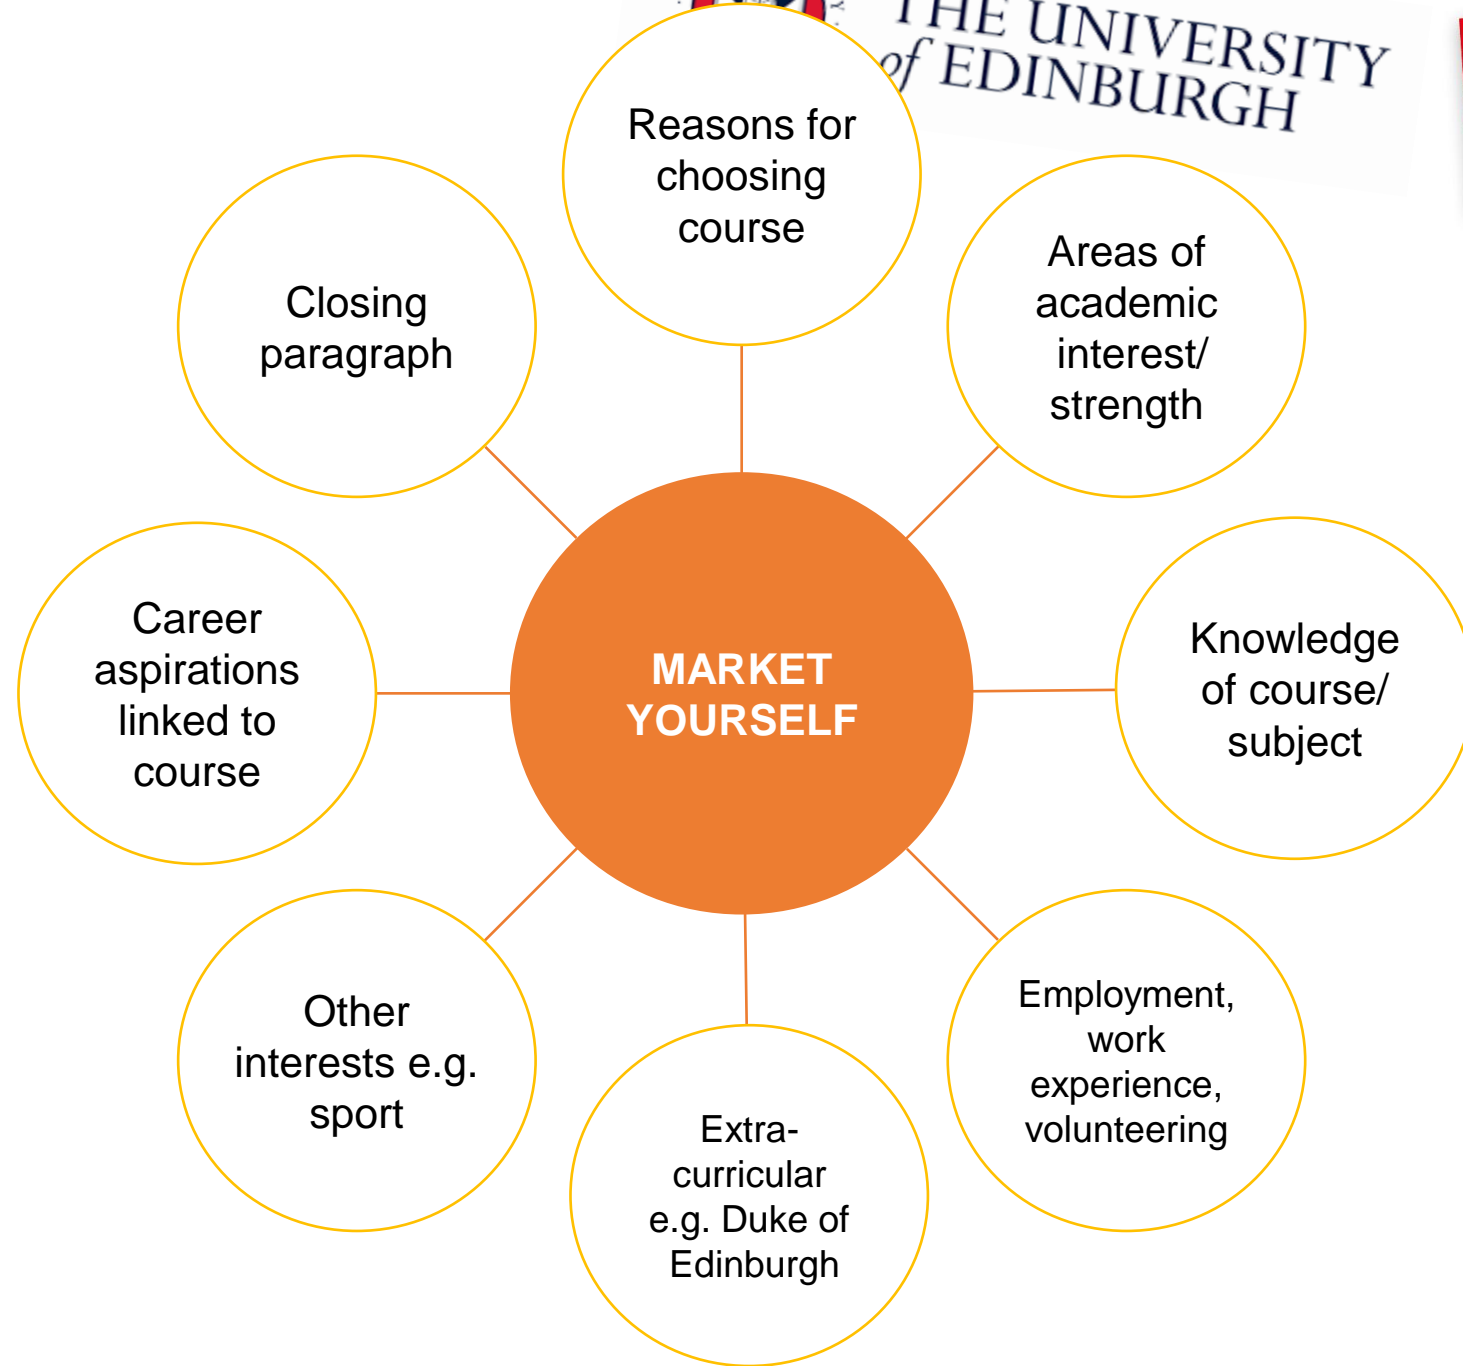 THE UNIVERSITY
of EDINBURGH
Reasons for
choosing
course
Areas of
academic
interest/
strength
Knowledge
of course/
subject
Employment,
work
experience,
volunteering
Extra-
curricular
e.g. Duke of
Edinburgh
Other
interests e.g.
sport
Career
aspirations
linked to
course
Closing
paragraph
MARKET
YOURSELF